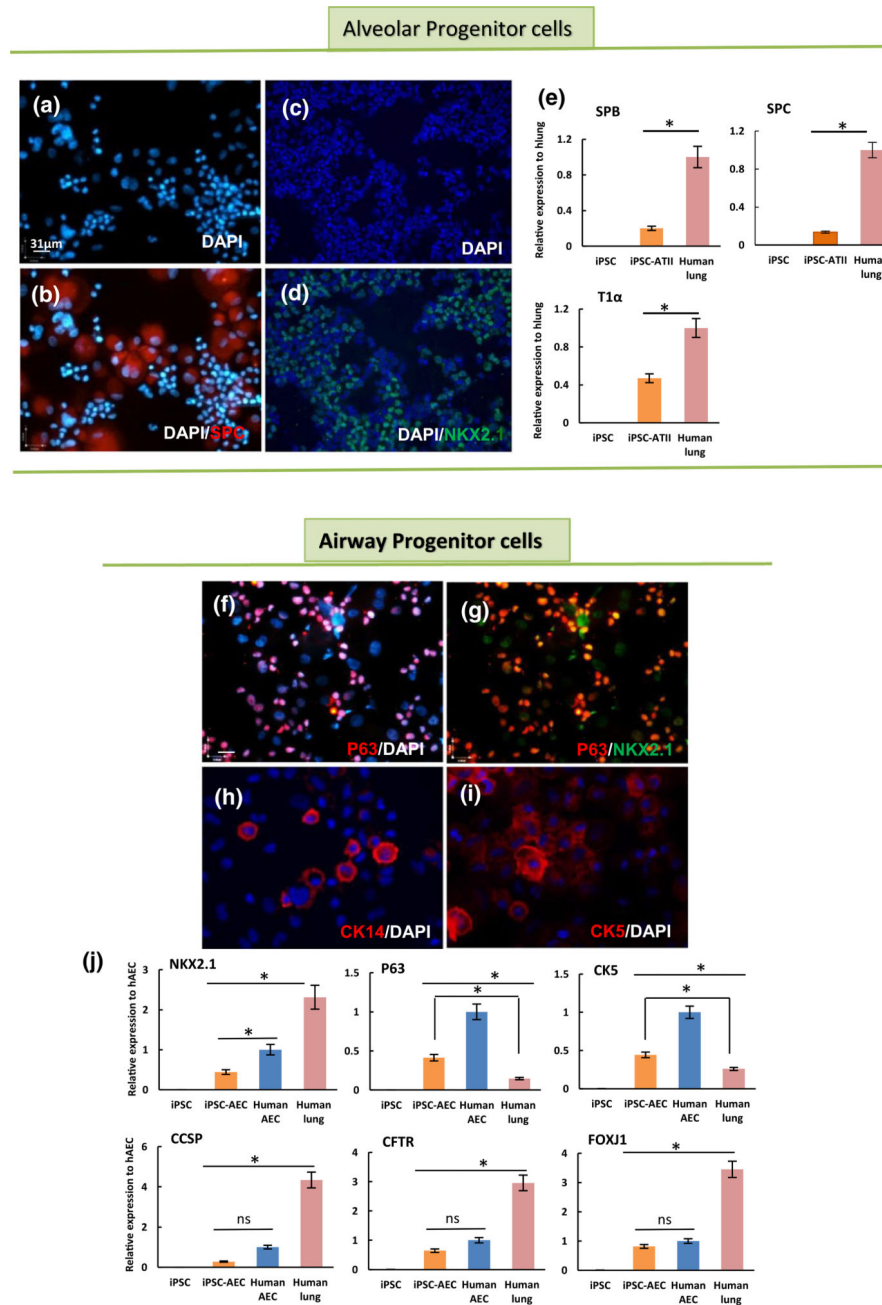 Alveolar Progenitor cells
(a)
31µm
DAPI
(c)
DAPI
(b)
DAPI/SPC
(d)
DAPI/NKX2.1
(e)
SPB
Relative expression to hlung
1.2
0.8
0.4
0
*
iPSC
iPSC-ATII
Human
lung
SPC
Relative expression to hlung
1.2
0.8
0.4
0
*
iPSC
iPSC-ATII
Human
lung
T1α
Relative expression to hlung
1.2
0.8
0.4
0
*
iPSC
iPSC-ATII
Human
lung
Airway Progenitor cells
(f)
P63/DAPI
(g)
P63/NKX2.1
(h)
CK14/DAPI
(i)
CK5/DAPI
(j)
NKX2.1
Relative expression to hAEC
3
2
1
0
*
*
iPSC
iPSC-AEC
Human
AEC
Human
lung
P63
1
0.5
0
*
*
iPSC
iPSC-AEC
Human
AEC
Human
lung
CK5
1
0.5
0
*
*
iPSC
iPSC-AEC
Human
AEC
Human
lung
CCSP
Relative expression to hAEC
6
4
2
0
*
ns
iPSC
iPSC-AEC
Human
AEC
Human
lung
CFTR
4
3
2
1
0
*
ns
iPSC
iPSC-AEC
Human
AEC
Human
lung
FOXJ1
4
3
2
1
0
*
ns
iPSC
iPSC-AEC
Human
AEC
Human
lung